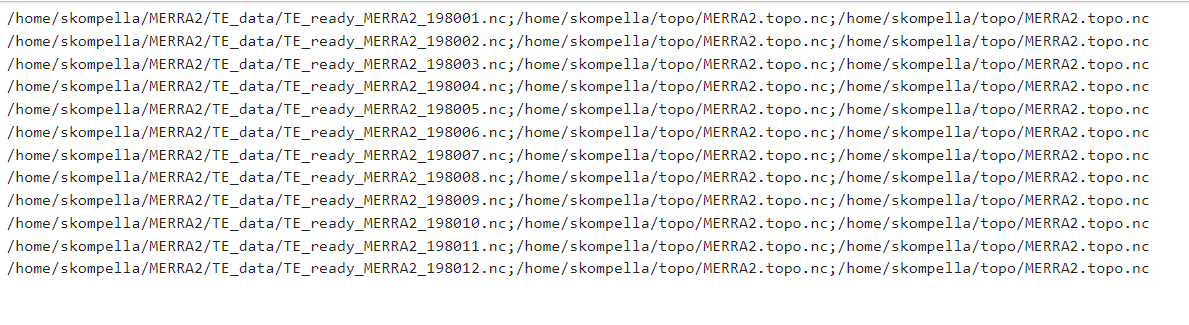 /home/skompella/MERRA2/TE_data/TE_ready_MERRA2_198001.nc;/home/skompella/topo/MERRA2.topo.nc;/home/skompella/topo/MERRA2.topo.nc
/home/skompella/MERRA2/TE_data/TE_ready_MERRA2_198002.nc;/home/skompella/topo/MERRA2.topo.nc;/home/skompella/topo/MERRA2.topo.nc
/home/skompella/MERRA2/TE_data/TE_ready_MERRA2_198003.nc;/home/skompella/topo/MERRA2.topo.nc;/home/skompella/topo/MERRA2.topo.nc
/home/skompella/MERRA2/TE_data/TE_ready_MERRA2_198004.nc;/home/skompella/topo/MERRA2.topo.nc;/home/skompella/topo/MERRA2.topo.nc
/home/skompella/MERRA2/TE_data/TE_ready_MERRA2_198005.nc;/home/skompella/topo/MERRA2.topo.nc;/home/skompella/topo/MERRA2.topo.nc
/home/skompella/MERRA2/TE_data/TE_ready_MERRA2_198006.nc;/home/skompella/topo/MERRA2.topo.nc;/home/skompella/topo/MERRA2.topo.nc
/home/skompella/MERRA2/TE_data/TE_ready_MERRA2_198007.nc;/home/skompella/topo/MERRA2.topo.nc;/home/skompella/topo/MERRA2.topo.nc
/home/skompella/MERRA2/TE_data/TE_ready_MERRA2_198008.nc;/home/skompella/topo/MERRA2.topo.nc;/home/skompella/topo/MERRA2.topo.nc
/home/skompella/MERRA2/TE_data/TE_ready_MERRA2_198009.nc;/home/skompella/topo/MERRA2.topo.nc;/home/skompella/topo/MERRA2.topo.nc
/home/skompella/MERRA2/TE_data/TE_ready_MERRA2_198010.nc;/home/skompella/topo/MERRA2.topo.nc;/home/skompella/topo/MERRA2.topo.nc
/home/skompella/MERRA2/TE_data/TE_ready_MERRA2_198011.nc;/home/skompella/topo/MERRA2.topo.nc;/home/skompella/topo/MERRA2.topo.nc
/home/skompella/MERRA2/TE_data/TE_ready_MERRA2_198012.nc;/home/skompella/topo/MERRA2.topo.nc;/home/skompella/topo/MERRA2.topo.nc